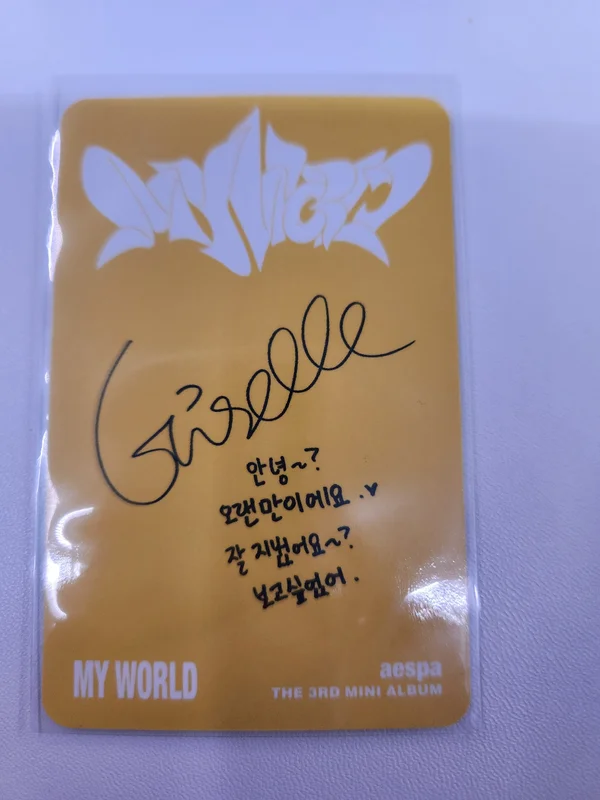 MY WORLD
Giselle
안녕~?
오랜만이에요.♥
잘 지냈어요~?
보고싶었어.
MY WORLD
aespa
THE 3RD MINI ALBUM